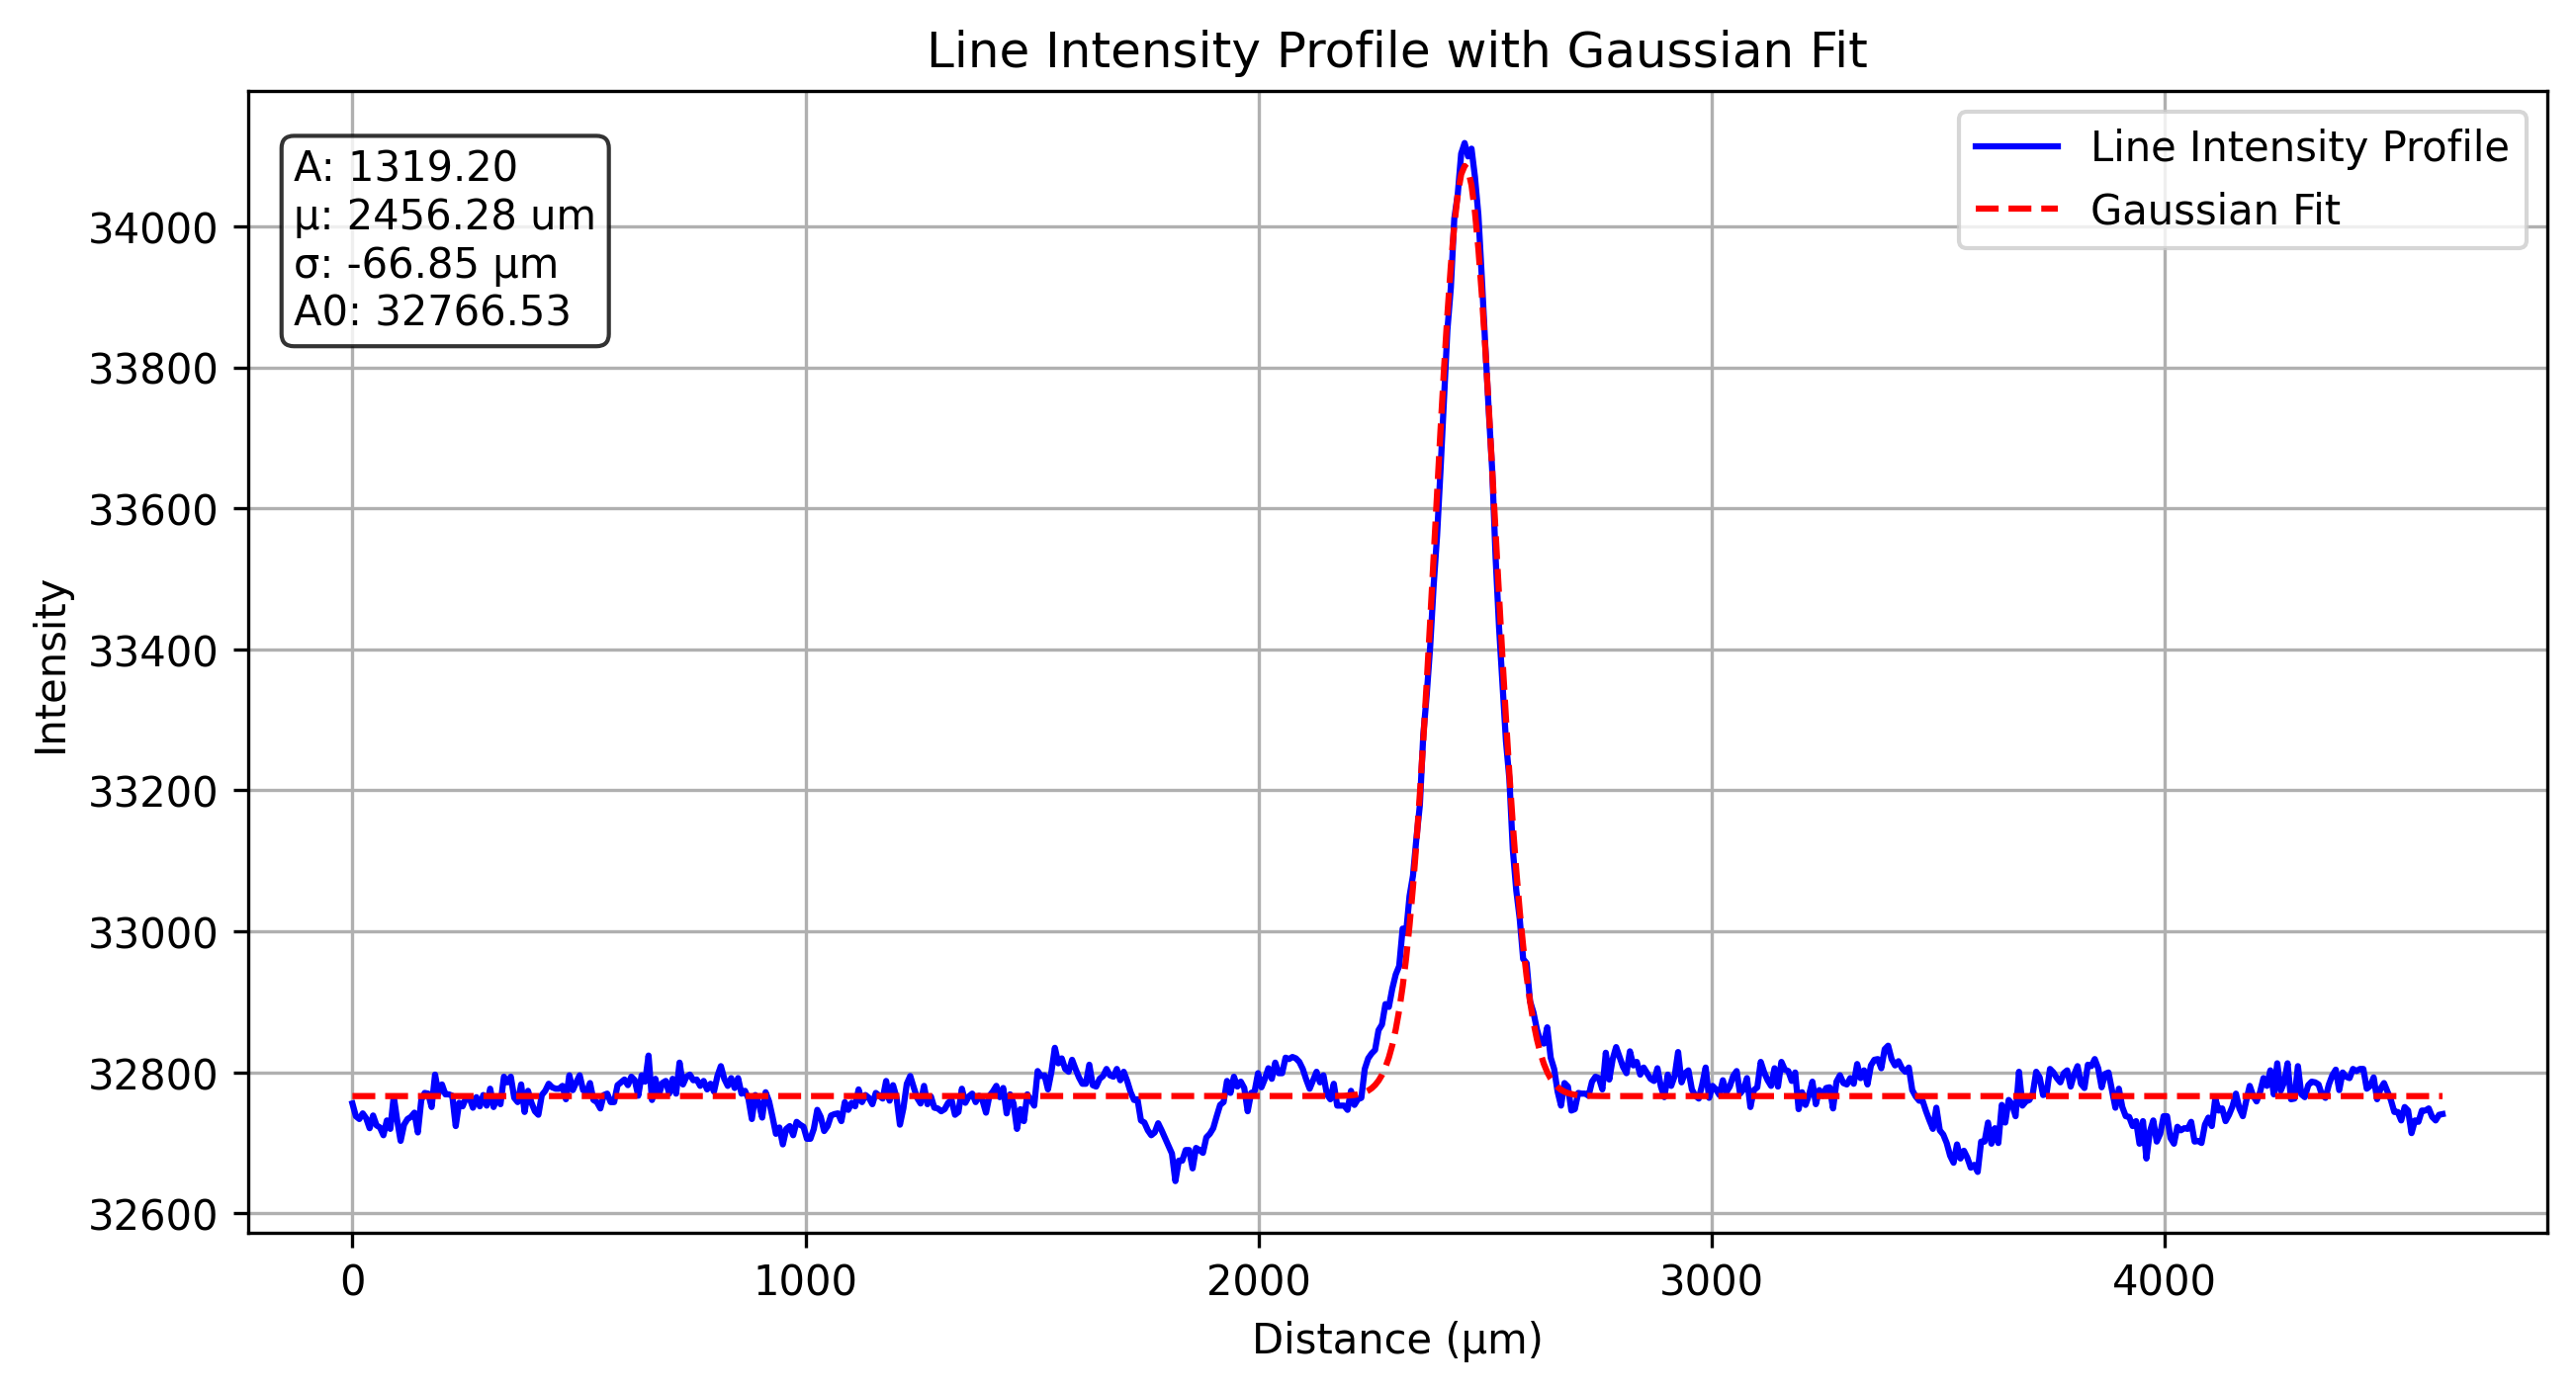 Line Intensity Profile with Gaussian Fit
A: 1319.20
μ: 2456.28 um
σ: -66.85 μm
A0: 32766.53
Line Intensity Profile
Gaussian Fit
Intensity
34000
33800
33600
33400
33200
33000
32800
32600
0 1000 2000 3000 4000
Distance (μm)